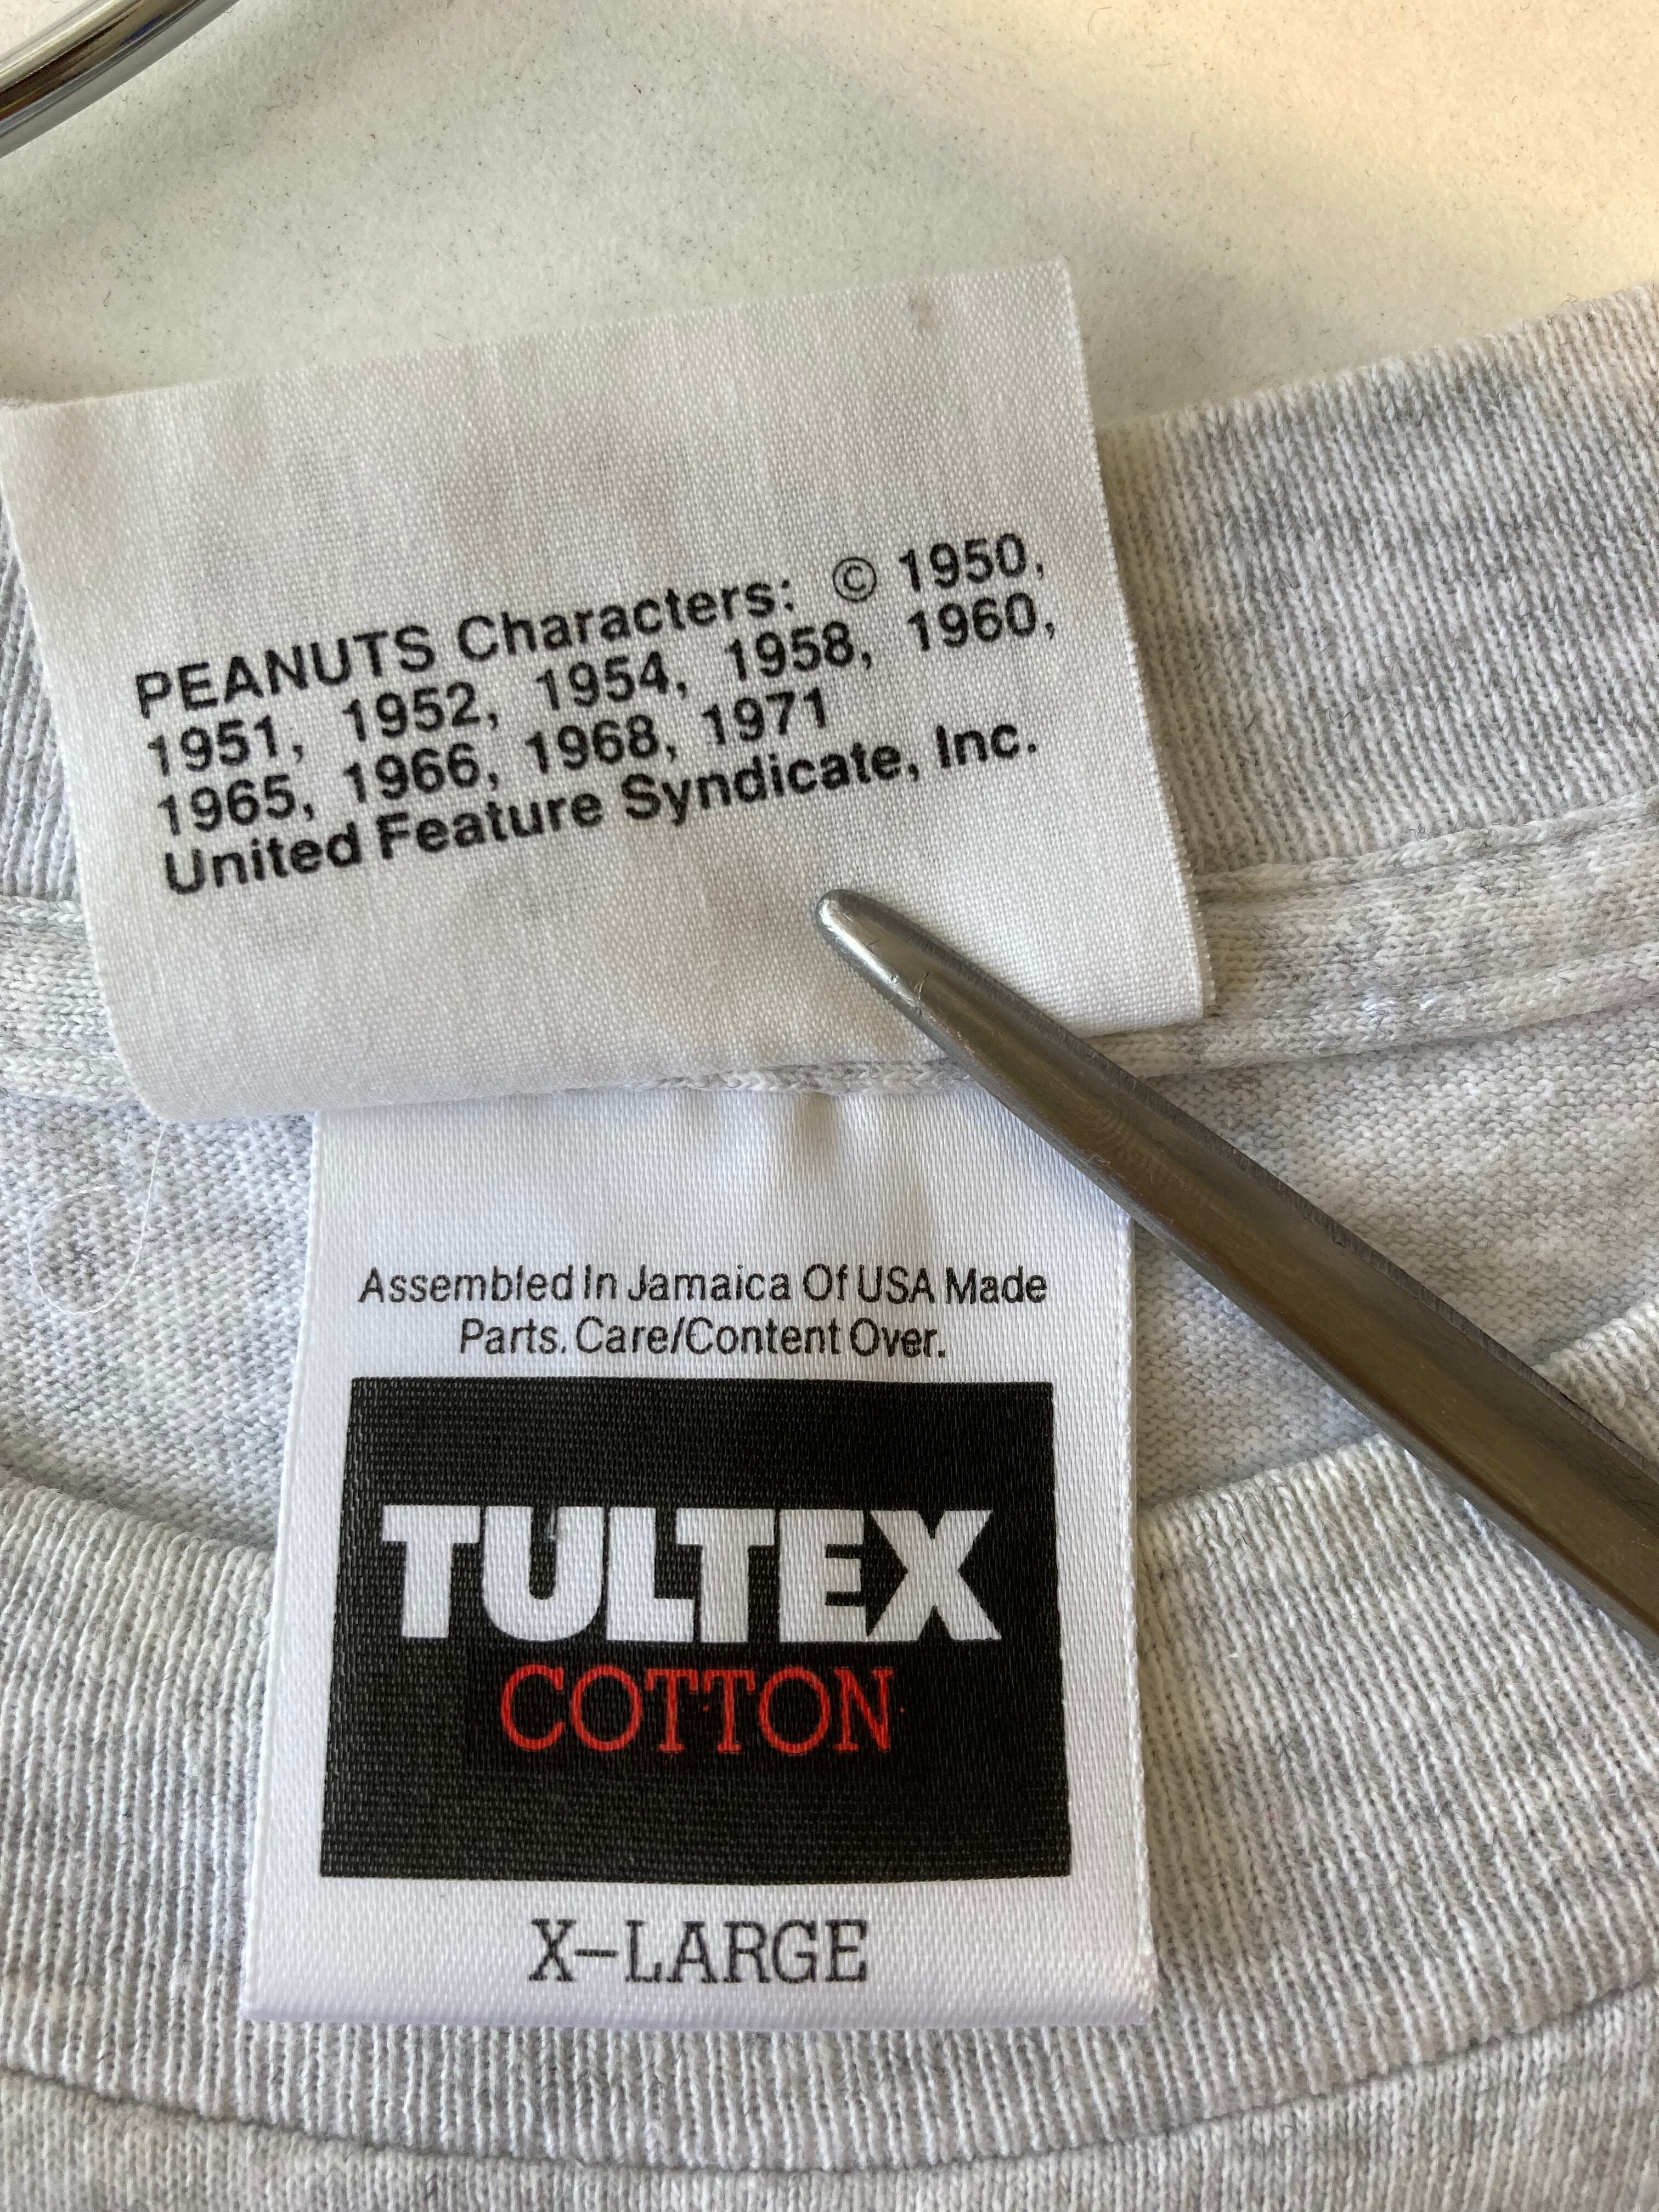 PEANUTS Characters: © 1950,
1951, 1952, 1954, 1958, 1960,
1965, 1966, 1968, 1971
United Feature Syndicate, Inc.
Assembled In Jamaica Of USA Made
Parts. Care/Content Over.
TULTEX
COTTON
X-LARGE